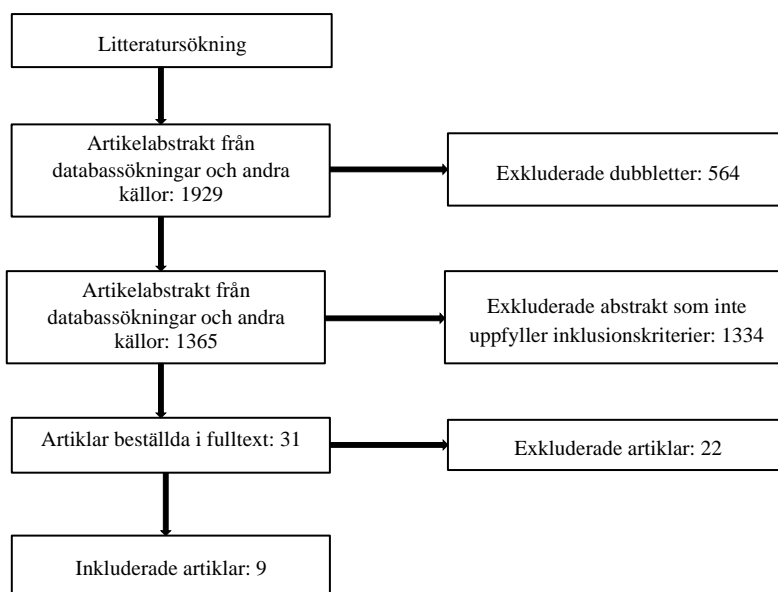 Litteratursökning
Artikelabstrakt från
databassökningar och andra
källor: 1929
Exkluderade dubbletter: 564
Artikelabstrakt från
databassökningar och andra
källor: 1365
Exkluderade abstrakt som inte
uppfyller inklusionskriterier: 1334
Artiklar beställda i fulltext: 31
Exkluderade artiklar: 22
Inkluderade artiklar: 9